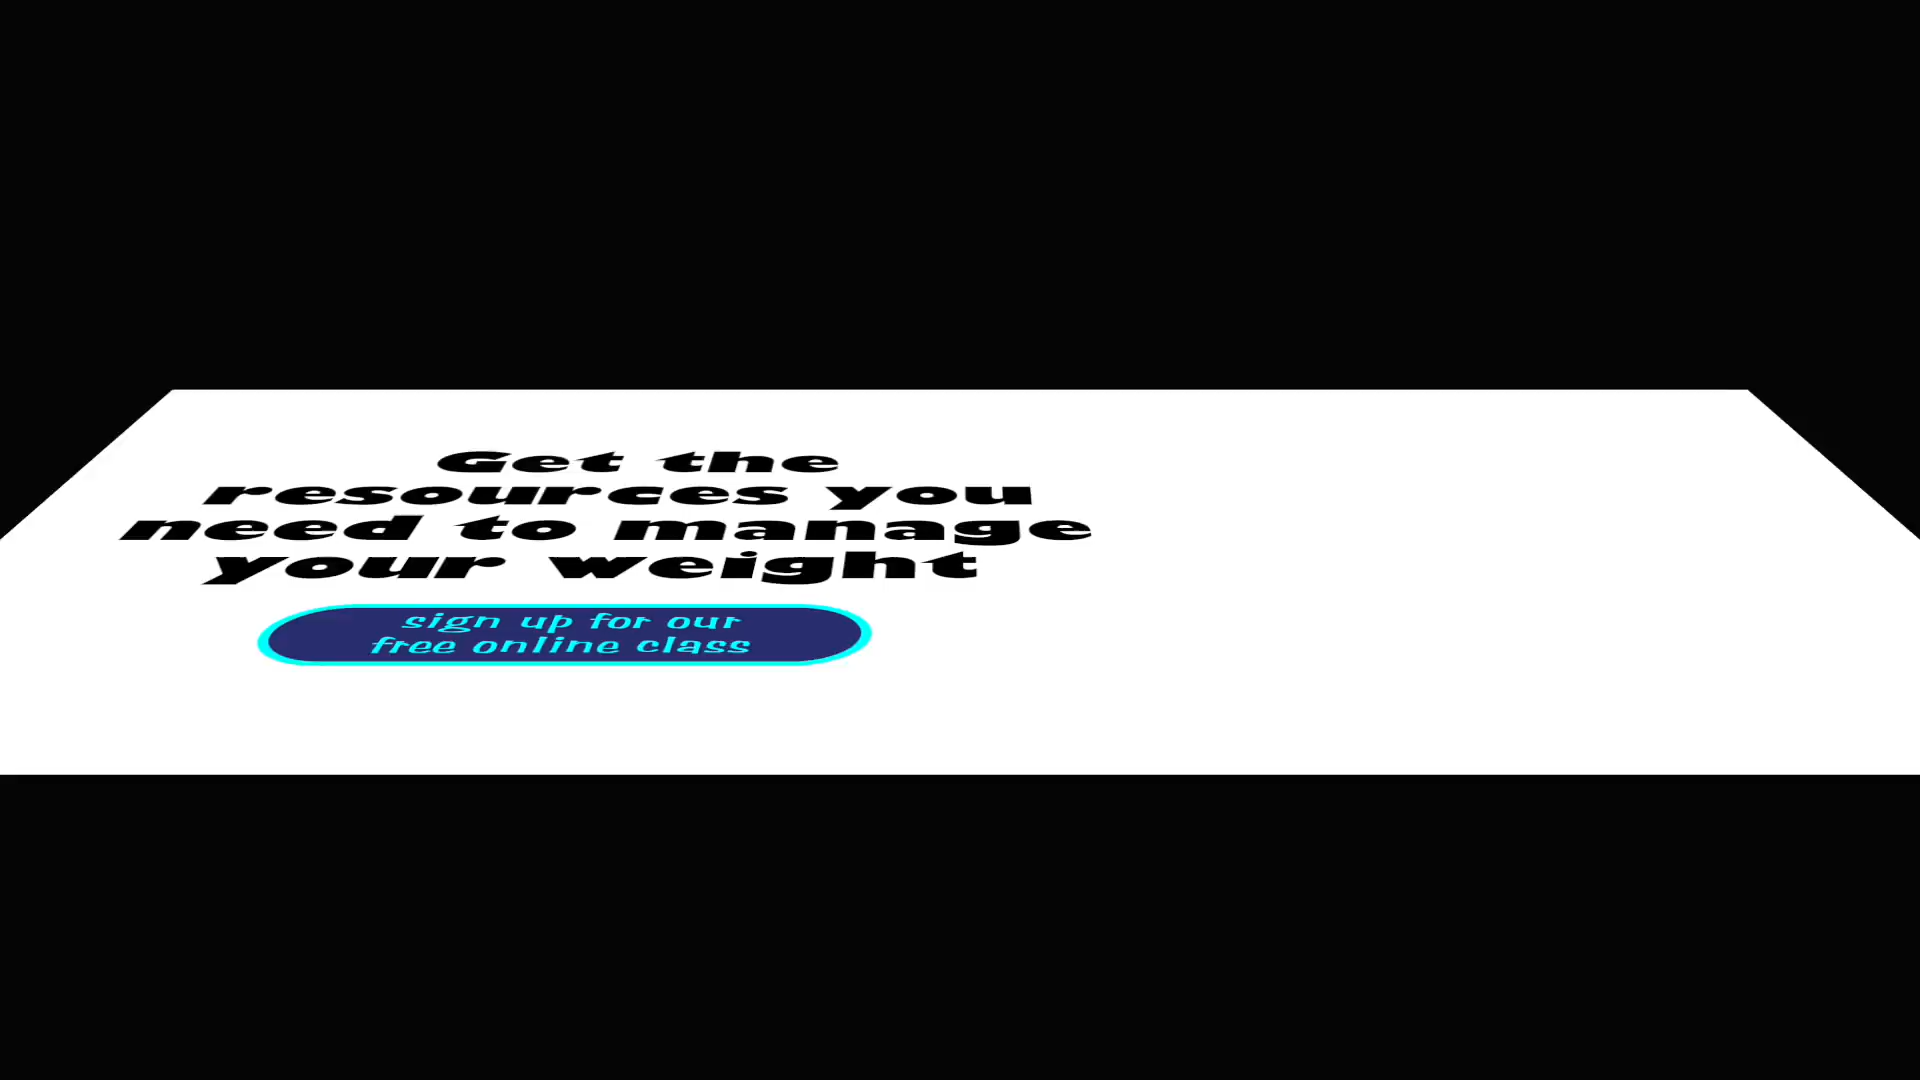 Get the
resources you
need to manage
your weight
sign up for our
free online class